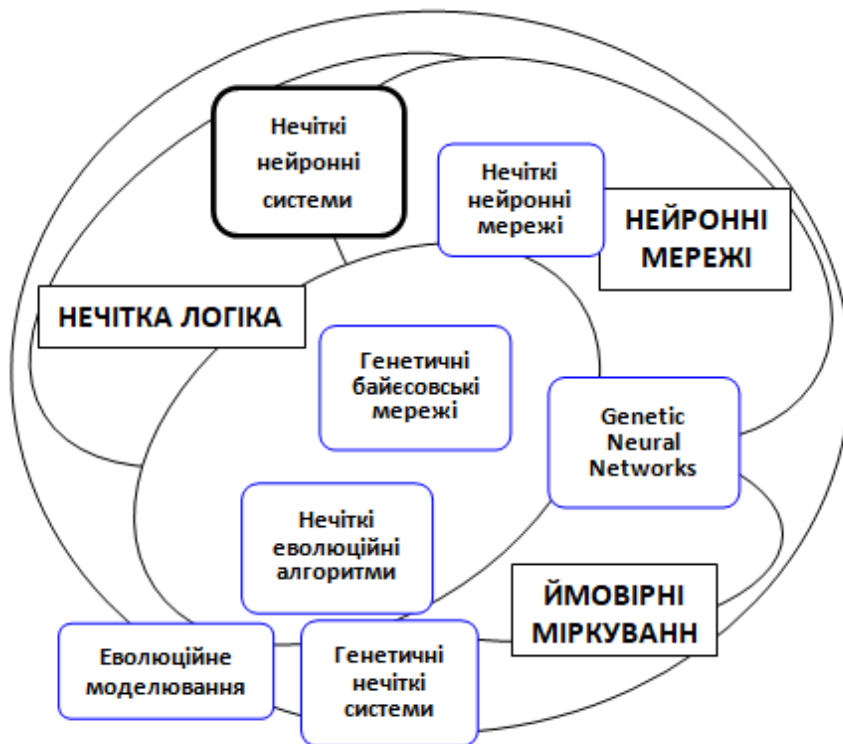 Нечіткі
нейронні
системи
Нечіткі
нейронні
мережі
НЕЙРОННІ
МЕРЕЖІ
НЕЧІТКА ЛОГІКА
Генетичні
байєсовські
мережі
Genetic
Neural
Networks
Нечіткі
еволюційні
алгоритми
ЙМОВІРНІ
МІРКУВАНН
Еволюційне
моделювання
Генетичні
нечіткі
системи